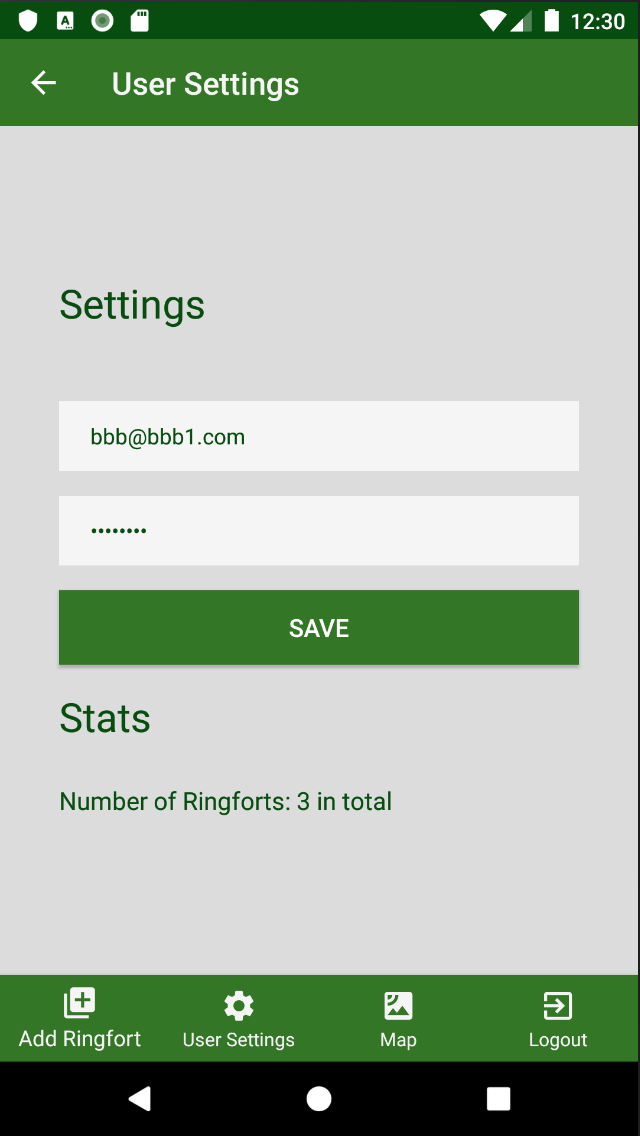 12:30
User Settings
Settings
bbb@bbb1.com
••••••••
SAVE
Stats
Number of Ringforts: 3 in total
Add Ringfort
User Settings
Map
Logout